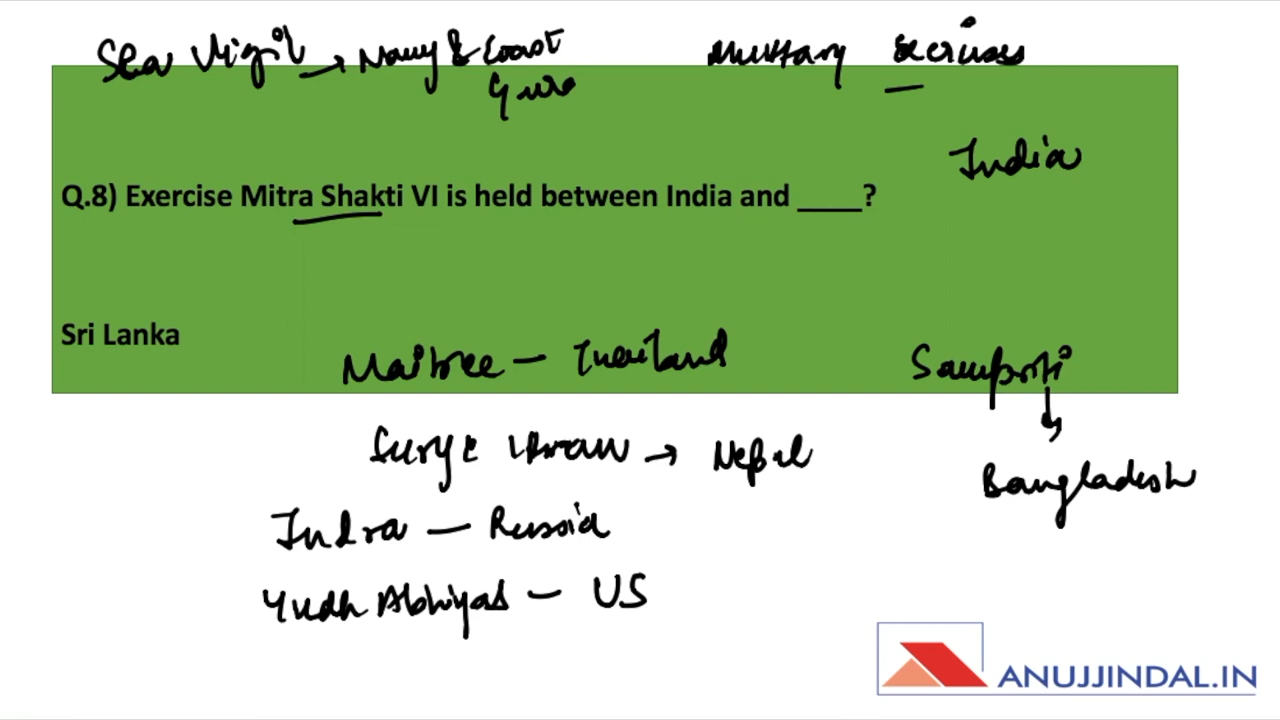 Sea Vigil → Navy & Coast Guard
Military Exercises
India
Q.8) Exercise Mitra Shakti VI is held between India and ____?
Sri Lanka
Maitree – Thailand
Sampriti
↓
Bangladesh
Surya Kiran → Nepal
Indra – Russia
Yudh Abhiyas – US
ANUJJINDAL.IN